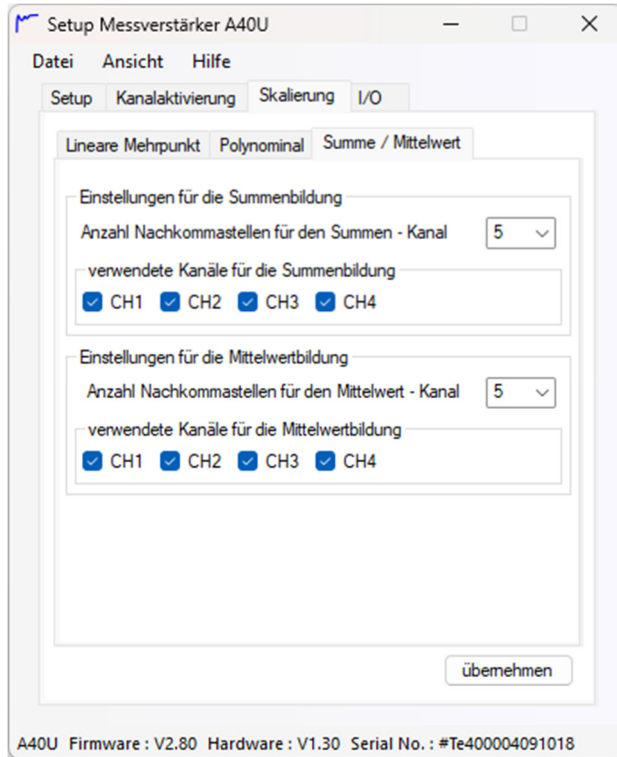 Setup Messverstärker A40U
Datei Ansicht Hilfe
Setup Kanalaktivierung Skalierung I/O
Lineare Mehrpunkt Polynominal Summe / Mittelwert
Einstellungen für die Summenbildung
Anzahl Nachkommastellen für den Summen - Kanal 5
verwendete Kanäle für die Summenbildung
CH1 CH2 CH3 CH4
Einstellungen für die Mittelwertbildung
Anzahl Nachkommastellen für den Mittelwert - Kanal 5
verwendete Kanäle für die Mittelwertbildung
CH1 CH2 CH3 CH4
übernehmen
A40U Firmware : V2.80 Hardware : V1.30 Serial No. : #Te400004091018